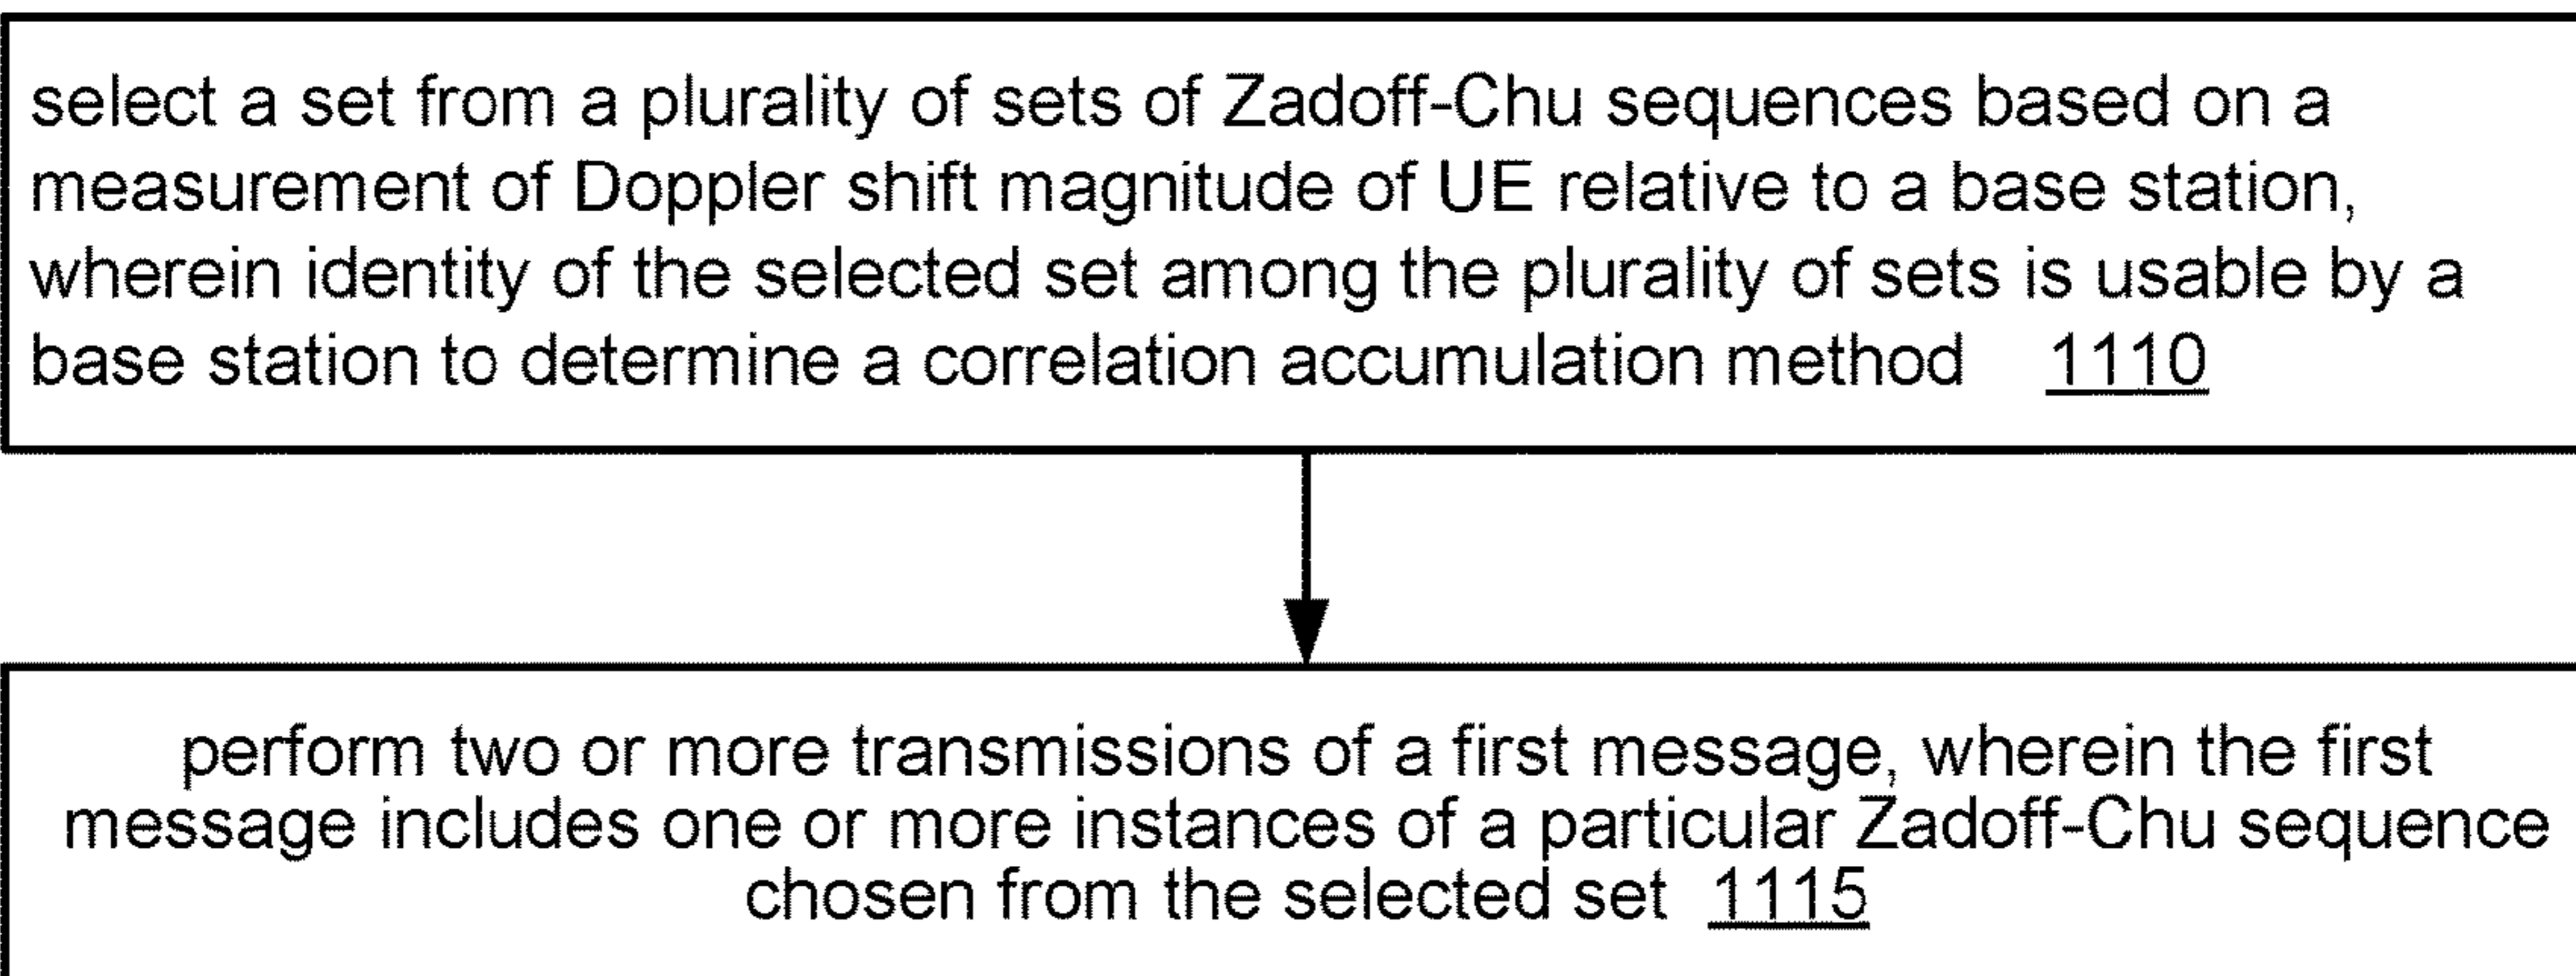 select a set from a plurality of sets of Zadoff-Chu sequences based on a
measurement of Doppler shift magnitude of UE relative to a base station,
wherein identity of the selected set among the plurality of sets is usable by a
base station to determine a correlation accumulation method 1110
perform two or more transmissions of a first message, wherein the first
message includes one or more instances of a particular Zadoff-Chu sequence
chosen from the selected set 1115